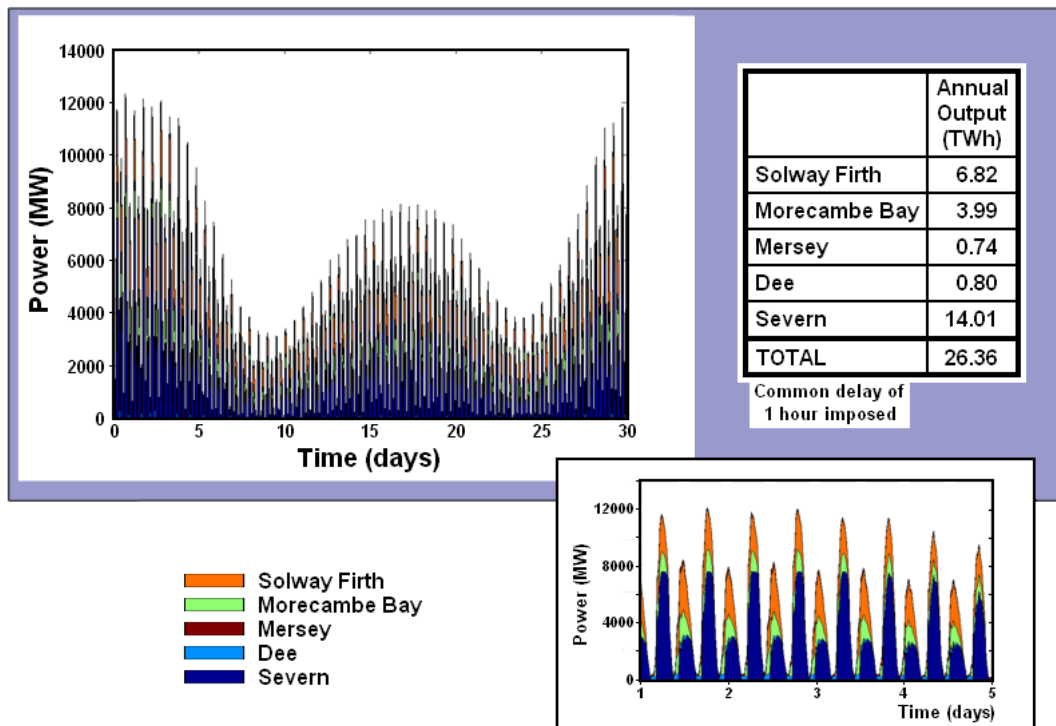 14000
12000
10000
8000
6000
4000
2000
0
Power (MW)
0 5 10 15 20 25 30
Time (days)
Annual
Output
(TWh)
Solway Firth 6.82
Morecambe Bay 3.99
Mersey 0.74
Dee 0.80
Severn 14.01
TOTAL 26.36
Common delay of
1 hour imposed
Solway Firth
Morecambe Bay
Mersey
Dee
Severn
12000
8000
4000
0
Power (MW)
1 2 3 4 5
Time (days)